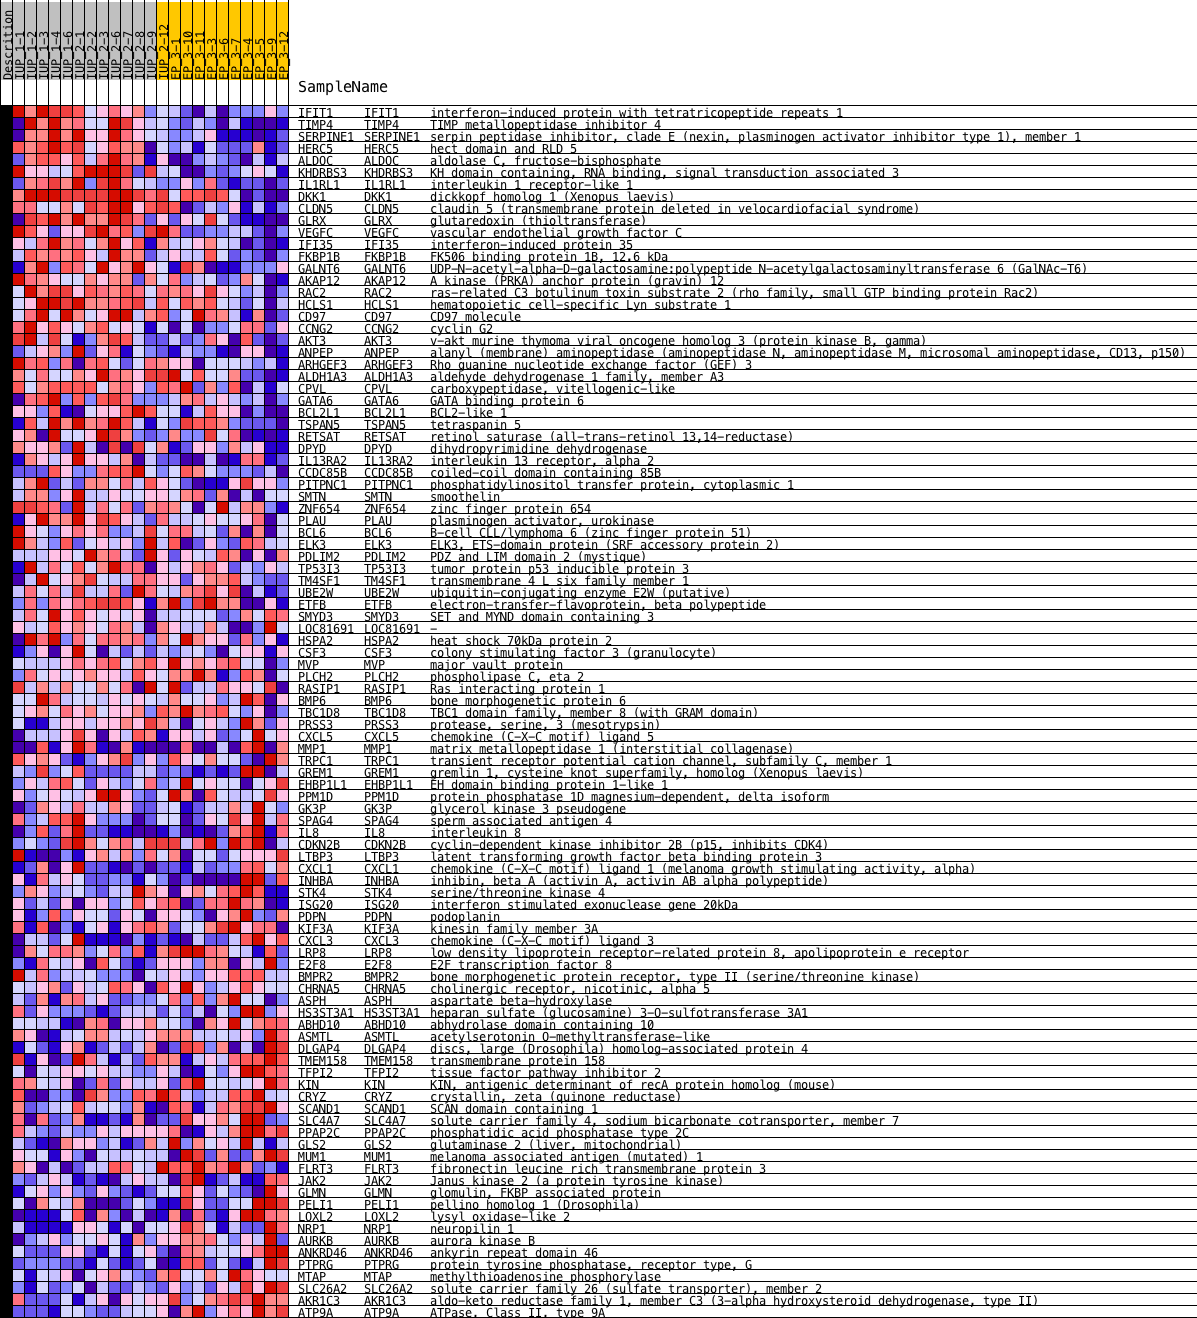 Descrition
IUP_1-1
IUP_1-2
IUP_1-3
IUP_1-4
IUP_1-6
IUP_2-1
IUP_2-2
IUP_2-3
IUP_2-6
IUP_2-7
IUP_2-8
IUP_2-9
IUP_2-12
EP_3-1
EP_3-10
EP_3-11
EP_3-3
EP_3-6
EP_3-7
EP_3-4
EP_3-5
EP_3-9
EP_3-12
SampleName
IFIT1 IFIT1 interferon-induced protein with tetratricopeptide repeats 1
TIMP4 TIMP4 TIMP metallopeptidase inhibitor 4
SERPINE1 SERPINE1 serpin peptidase inhibitor, clade E (nexin, plasminogen activator inhibitor type 1), member 1
HERC5 HERC5 hect domain and RLD 5
ALDOC ALDOC aldolase C, fructose-bisphosphate
KHDRBS3 KHDRBS3 KH domain containing, RNA binding, signal transduction associated 3
IL1RL1 IL1RL1 interleukin 1 receptor-like 1
DKK1 DKK1 dickkopf homolog 1 (Xenopus laevis)
CLDN5 CLDN5 claudin 5 (transmembrane protein deleted in velocardiofacial syndrome)
GLRX GLRX glutaredoxin (thioltransferase)
VEGFC VEGFC vascular endothelial growth factor C
IFI35 IFI35 interferon-induced protein 35
FKBP1B FKBP1B FK506 binding protein 1B, 12.6 kDa
GALNT6 GALNT6 UDP-N-acetyl-alpha-D-galactosamine:polypeptide N-acetylgalactosaminyltransferase 6 (GalNAc-T6)
AKAP12 AKAP12 A kinase (PRKA) anchor protein (gravin) 12
RAC2 RAC2 ras-related C3 botulinum toxin substrate 2 (rho family, small GTP binding protein Rac2)
HCLS1 HCLS1 hematopoietic cell-specific Lyn substrate 1
CD97 CD97 CD97 molecule
CCNG2 CCNG2 cyclin G2
AKT3 AKT3 v-akt murine thymoma viral oncogene homolog 3 (protein kinase B, gamma)
ANPEP ANPEP alanyl (membrane) aminopeptidase (aminopeptidase N, aminopeptidase M, microsomal aminopeptidase, CD13, p150)
ARHGEF3 ARHGEF3 Rho guanine nucleotide exchange factor (GEF) 3
ALDH1A3 ALDH1A3 aldehyde dehydrogenase 1 family, member A3
CPVL CPVL carboxypeptidase, vitellogenic-like
GATA6 GATA6 GATA binding protein 6
BCL2L1 BCL2L1 BCL2-like 1
TSPAN5 TSPAN5 tetraspanin 5
RETSAT RETSAT retinol saturase (all-trans-retinol 13,14-reductase)
DPYD DPYD dihydropyrimidine dehydrogenase
IL13RA2 IL13RA2 interleukin 13 receptor, alpha 2
CCDC85B CCDC85B coiled-coil domain containing 85B
PITPNC1 PITPNC1 phosphatidylinositol transfer protein, cytoplasmic 1
SMTN SMTN smoothelin
ZNF654 ZNF654 zinc finger protein 654
PLAU PLAU plasminogen activator, urokinase
BCL6 BCL6 B-cell CLL/lymphoma 6 (zinc finger protein 51)
ELK3 ELK3 ELK3, ETS-domain protein (SRF accessory protein 2)
PDLIM2 PDLIM2 PDZ and LIM domain 2 (mystique)
TP53I3 TP53I3 tumor protein p53 inducible protein 3
TM4SF1 TM4SF1 transmembrane 4 L six family member 1
UBE2W UBE2W ubiquitin-conjugating enzyme E2W (putative)
ETFB ETFB electron-transfer-flavoprotein, beta polypeptide
SMYD3 SMYD3 SET and MYND domain containing 3
LOC81691 LOC81691 -
HSPA2 HSPA2 heat shock 70kDa protein 2
CSF3 CSF3 colony stimulating factor 3 (granulocyte)
MVP MVP major vault protein
PLCH2 PLCH2 phospholipase C, eta 2
RASIP1 RASIP1 Ras interacting protein 1
BMP6 BMP6 bone morphogenetic protein 6
TBC1D8 TBC1D8 TBC1 domain family, member 8 (with GRAM domain)
PRSS3 PRSS3 protease, serine, 3 (mesotrypsin)
CXCL5 CXCL5 chemokine (C-X-C motif) ligand 5
MMP1 MMP1 matrix metallopeptidase 1 (interstitial collagenase)
TRPC1 TRPC1 transient receptor potential cation channel, subfamily C, member 1
GREM1 GREM1 gremlin 1, cysteine knot superfamily, homolog (Xenopus laevis)
EHBP1L1 EHBP1L1 EH domain binding protein 1-like 1
PPM1D PPM1D protein phosphatase 1D magnesium-dependent, delta isoform
GK3P GK3P glycerol kinase 3 pseudogene
SPAG4 SPAG4 sperm associated antigen 4
IL8 IL8 interleukin 8
CDKN2B CDKN2B cyclin-dependent kinase inhibitor 2B (p15, inhibits CDK4)
LTBP3 LTBP3 latent transforming growth factor beta binding protein 3
CXCL1 CXCL1 chemokine (C-X-C motif) ligand 1 (melanoma growth stimulating activity, alpha)
INHBA INHBA inhibin, beta A (activin A, activin AB alpha polypeptide)
STK4 STK4 serine/threonine kinase 4
ISG20 ISG20 interferon stimulated exonuclease gene 20kDa
PDPN PDPN podoplanin
KIF3A KIF3A kinesin family member 3A
CXCL3 CXCL3 chemokine (C-X-C motif) ligand 3
LRP8 LRP8 low density lipoprotein receptor-related protein 8, apolipoprotein e receptor
E2F8 E2F8 E2F transcription factor 8
BMPR2 BMPR2 bone morphogenetic protein receptor, type II (serine/threonine kinase)
CHRNA5 CHRNA5 cholinergic receptor, nicotinic, alpha 5
ASPH ASPH aspartate beta-hydroxylase
HS3ST3A1 HS3ST3A1 heparan sulfate (glucosamine) 3-O-sulfotransferase 3A1
ABHD10 ABHD10 abhydrolase domain containing 10
ASMTL ASMTL acetylserotonin O-methyltransferase-like
DLGAP4 DLGAP4 discs, large (Drosophila) homolog-associated protein 4
TMEM158 TMEM158 transmembrane protein 158
TFPI2 TFPI2 tissue factor pathway inhibitor 2
KIN KIN KIN, antigenic determinant of recA protein homolog (mouse)
CRYZ CRYZ crystallin, zeta (quinone reductase)
SCAND1 SCAND1 SCAN domain containing 1
SLC4A7 SLC4A7 solute carrier family 4, sodium bicarbonate cotransporter, member 7
PPAP2C PPAP2C phosphatidic acid phosphatase type 2C
GLS2 GLS2 glutaminase 2 (liver, mitochondrial)
MUM1 MUM1 melanoma associated antigen (mutated) 1
FLRT3 FLRT3 fibronectin leucine rich transmembrane protein 3
JAK2 JAK2 Janus kinase 2 (a protein tyrosine kinase)
GLMN GLMN glomulin, FKBP associated protein
PELI1 PELI1 pellino homolog 1 (Drosophila)
LOXL2 LOXL2 lysyl oxidase-like 2
NRP1 NRP1 neuropilin 1
AURKB AURKB aurora kinase B
ANKRD46 ANKRD46 ankyrin repeat domain 46
PTPRG PTPRG protein tyrosine phosphatase, receptor type, G
MTAP MTAP methylthioadenosine phosphorylase
SLC26A2 SLC26A2 solute carrier family 26 (sulfate transporter), member 2
AKR1C3 AKR1C3 aldo-keto reductase family 1, member C3 (3-alpha hydroxysteroid dehydrogenase, type II)
ATP9A ATP9A ATPase, Class II, type 9A